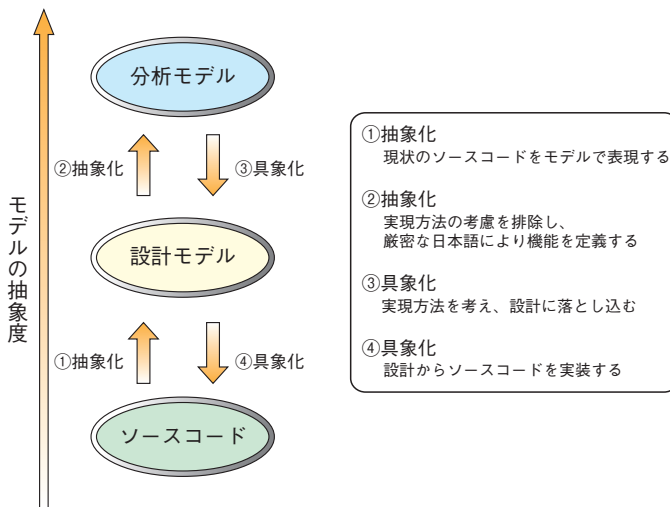 モデルの抽象度
分析モデル
②抽象化
③具象化
設計モデル
①抽象化
④具象化
ソースコード
①抽象化
現状のソースコードをモデルで表現する
②抽象化
実現方法の考慮を排除し、
厳密な日本語により機能を定義する
③具象化
実現方法を考え、設計に落とし込む
④具象化
設計からソースコードを実装する